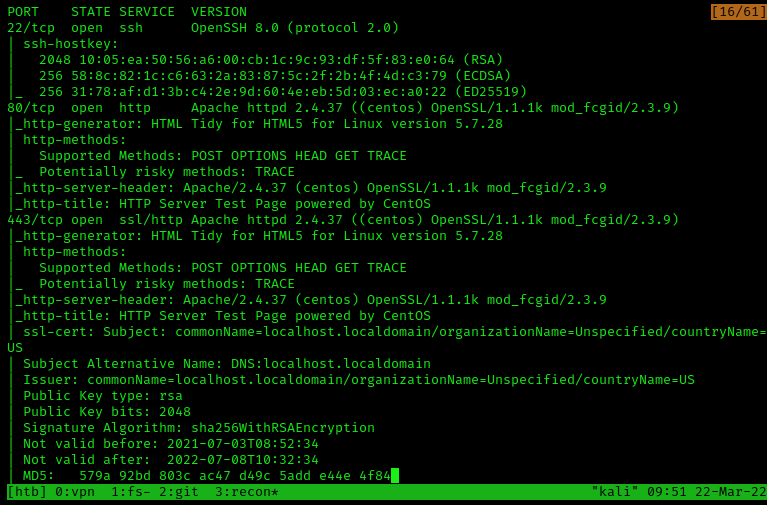 PORT    STATE SERVICE  VERSION                                                          [16/61]
22/tcp  open  ssh      OpenSSH 8.0 (protocol 2.0)
| ssh-hostkey:
|   2048 10:05:ea:50:56:a6:00:cb:1c:9c:93:df:5f:83:e0:64 (RSA)
|   256 58:8c:82:1c:c6:63:2a:83:87:5c:2f:2b:4f:4d:c3:79 (ECDSA)
|_  256 31:78:af:d1:3b:c4:2e:9d:60:4e:eb:5d:03:ec:a0:22 (ED25519)
80/tcp  open  http     Apache httpd 2.4.37 ((centos) OpenSSL/1.1.1k mod_fcgid/2.3.9)
|_http-generator: HTML Tidy for HTML5 for Linux version 5.7.28
| http-methods:
|   Supported Methods: POST OPTIONS HEAD GET TRACE
|_  Potentially risky methods: TRACE
|_http-server-header: Apache/2.4.37 (centos) OpenSSL/1.1.1k mod_fcgid/2.3.9
|_http-title: HTTP Server Test Page powered by CentOS
443/tcp open  ssl/http Apache httpd 2.4.37 ((centos) OpenSSL/1.1.1k mod_fcgid/2.3.9)
|_http-generator: HTML Tidy for HTML5 for Linux version 5.7.28
| http-methods:
|   Supported Methods: POST OPTIONS HEAD GET TRACE
|_  Potentially risky methods: TRACE
|_http-server-header: Apache/2.4.37 (centos) OpenSSL/1.1.1k mod_fcgid/2.3.9
|_http-title: HTTP Server Test Page powered by CentOS
| ssl-cert: Subject: commonName=localhost.localdomain/organizationName=Unspecified/countryName=
US
| Subject Alternative Name: DNS:localhost.localdomain
| Issuer: commonName=localhost.localdomain/organizationName=Unspecified/countryName=US
| Public Key type: rsa
| Public Key bits: 2048
| Signature Algorithm: sha256WithRSAEncryption
| Not valid before: 2021-07-03T08:52:34
| Not valid after:  2022-07-08T10:32:34
| MD5:   579a 92bd 803c ac47 d49c 5add e44e 4f84
[htb] 0:vpn  1:fs- 2:git  3:recon*                                       "kali" 09:51 22-Mar-22